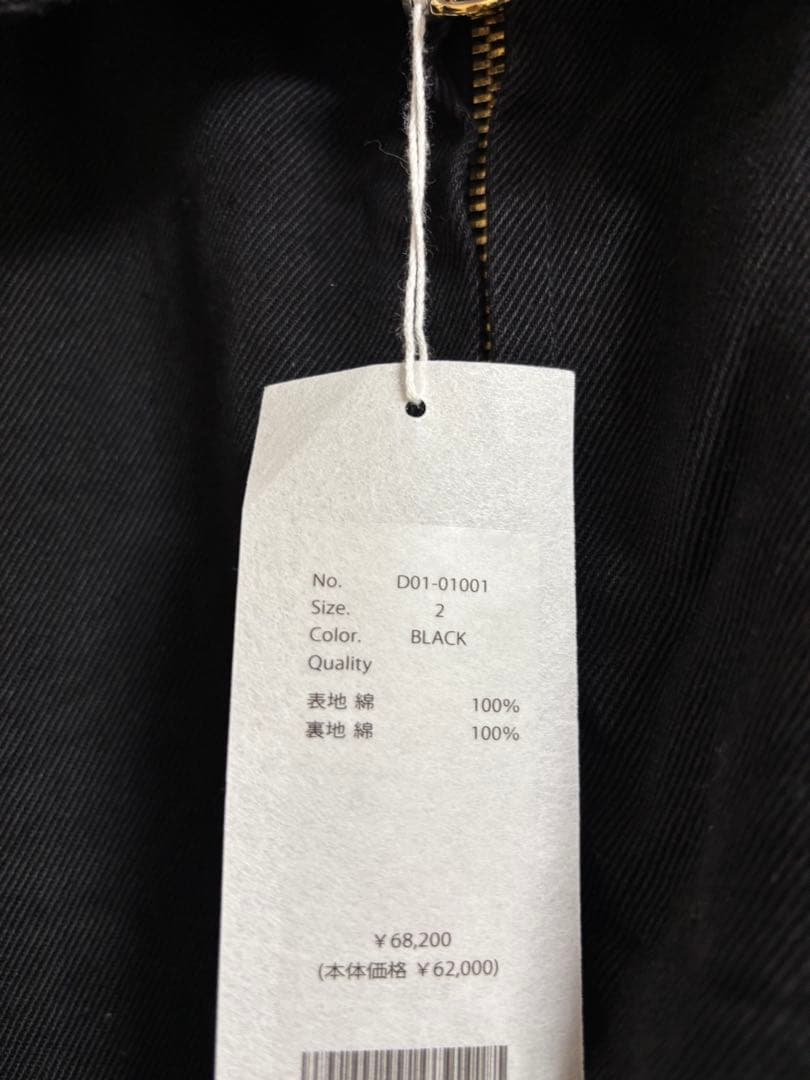 No. D01-01001
Size. 2
Color. BLACK
Quality
表地 綿 100%
裏地 綿 100%
¥68,200
(本体価格 ¥62,000)